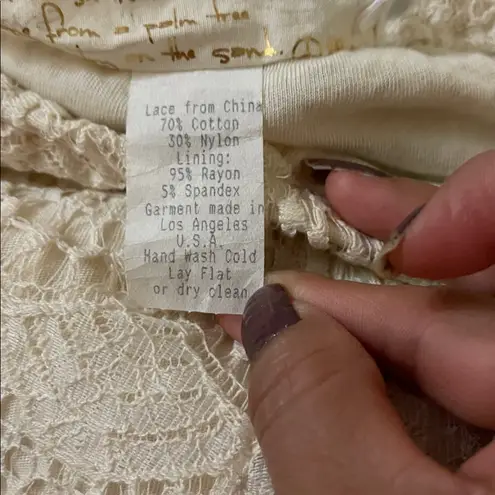 from a palm tree
on the sand.
Lace from China
70% Cotton
30% Nylon
Lining:
95% Rayon
5% Spandex
Garment made in
Los Angeles
U.S.A.
Hand Wash Cold
Lay Flat
or dry clean